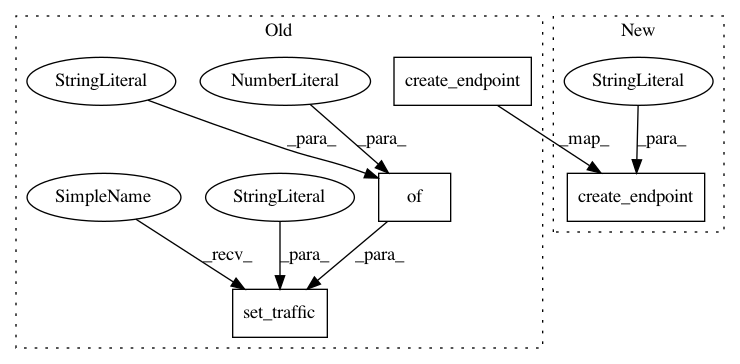 Old
New
StringLiteral
NumberLiteral
create_endpoint
StringLiteral
_para_
_para_
_map_
_para_
SimpleName
StringLiteral
of
create_endpoint
_recv_
_para_
_para_
set_traffic